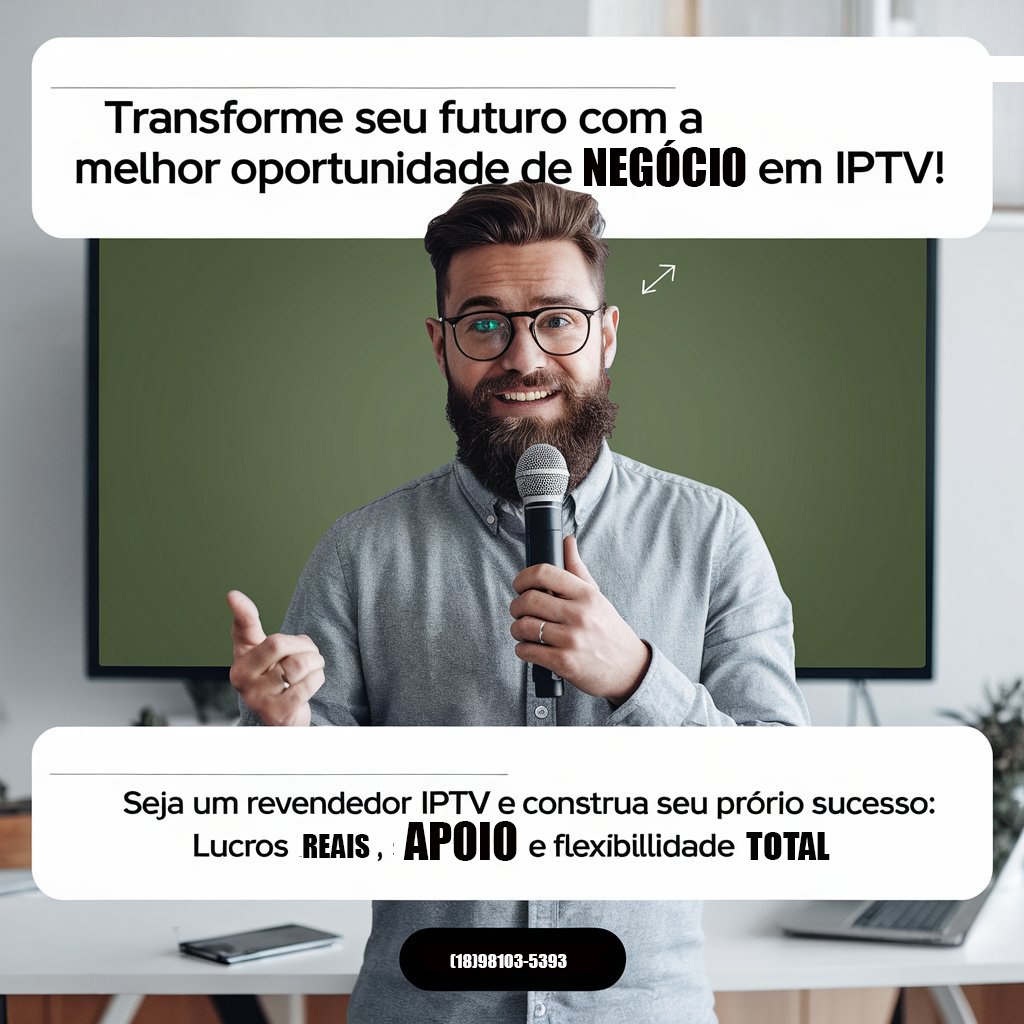 Transforme seu futuro com a
melhor oportunidade de NEGÓCIO em IPTV!
Seja um revendedor IPTV e construa seu prório sucesso:
Lucros REAIS, APOIO e flexibillidade TOTAL
(18)98103-5393